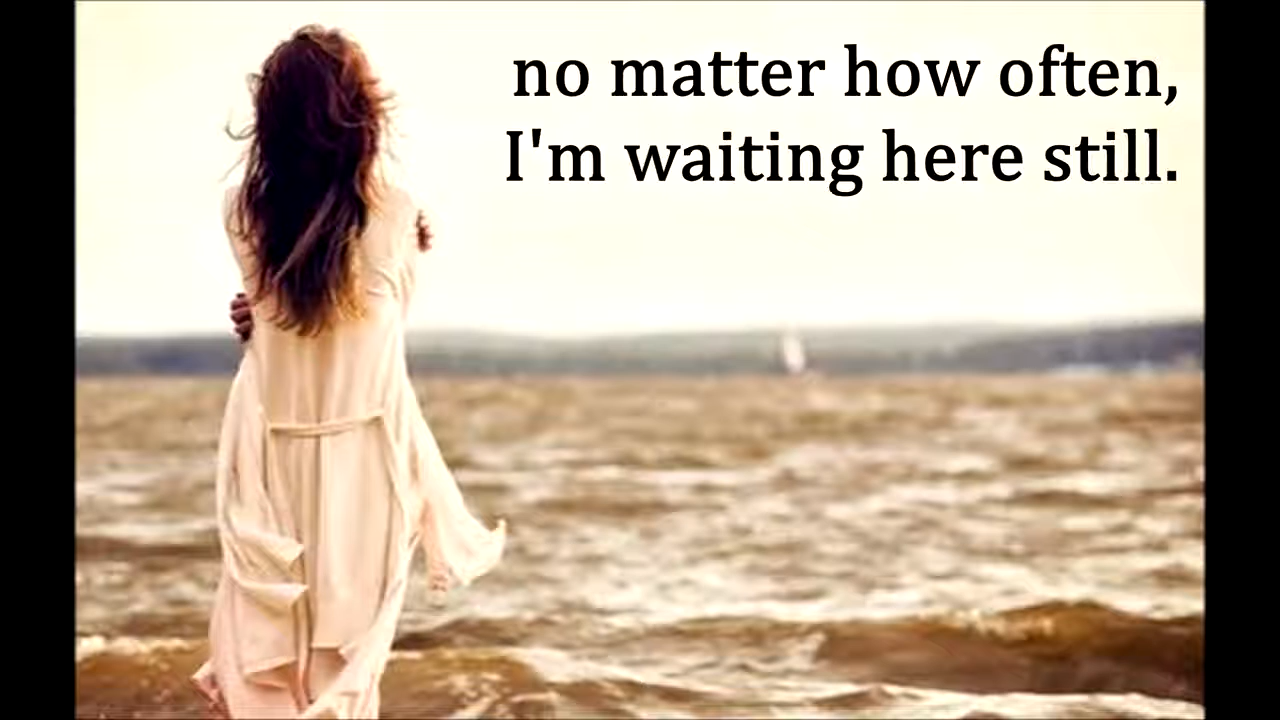 no matter how often,
I'm waiting here still.